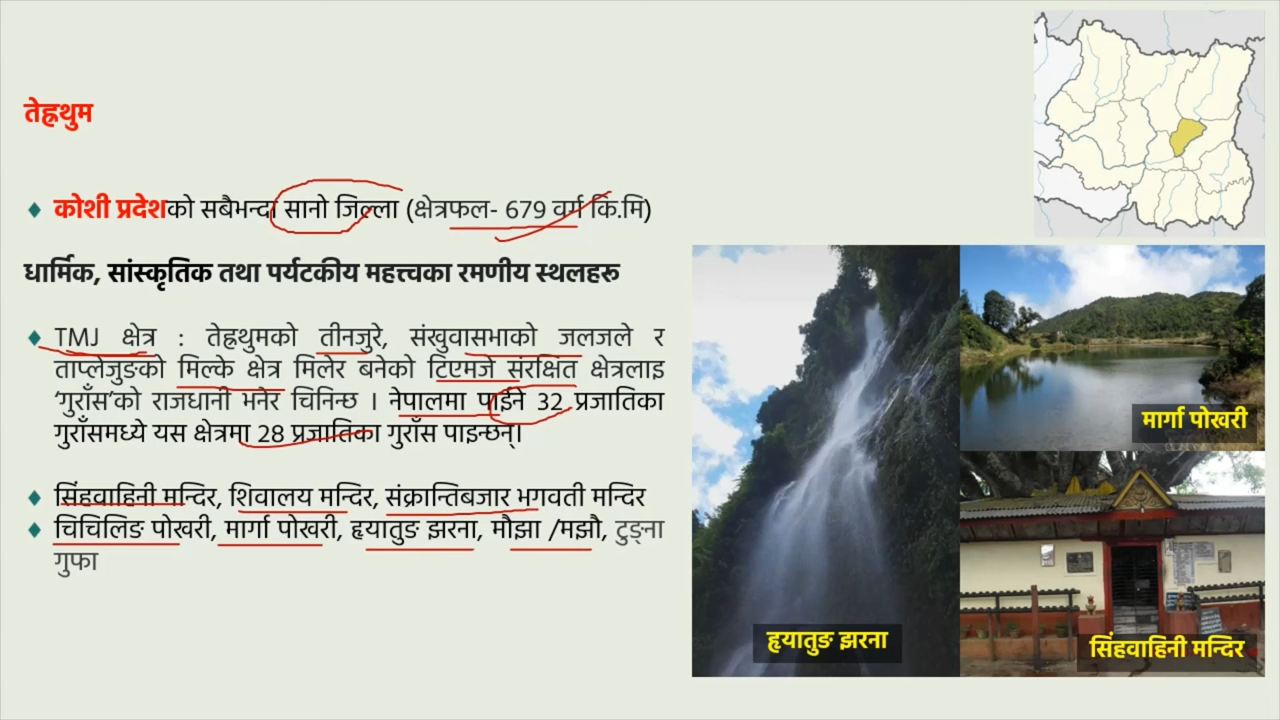 तेह्रथुम
♦ कोशी प्रदेशको सबैभन्दा सानो जिल्ला (क्षेत्रफल- 679 वर्ग कि.मि)
धार्मिक, सांस्कृतिक तथा पर्यटकीय महत्त्वका रमणीय स्थलहरू
♦ TMJ क्षेत्र : तेह्रथुमको तीनजुरे, संखुवासभाको जलजले र
ताप्लेजुङको मिल्के क्षेत्र मिलेर बनेको टिएमजे संरक्षित क्षेत्रलाइ
'गुराँस'को राजधानी भनेर चिनिन्छ । नेपालमा पाईने 32 प्रजातिका
गुराँसमध्ये यस क्षेत्रमा 28 प्रजातिका गुराँस पाइन्छन्।
♦ सिंहवाहिनी मन्दिर, शिवालय मन्दिर, संक्रान्तिबजार भगवती मन्दिर
♦ चिचिलिङ पोखरी, मार्गा पोखरी, हृयातुङ झरना, मौझा /मझौ, टुङ्ना
गुफा
मार्गा पोखरी
हृयातुङ झरना
सिंहवाहिनी मन्दिर